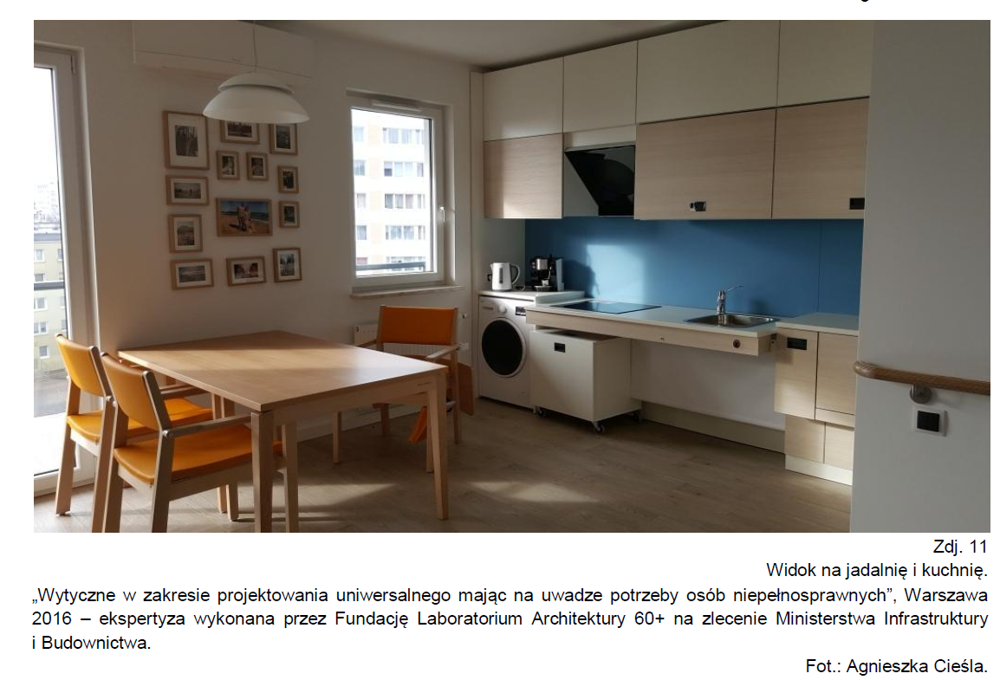 Zdj. 11
Widok na jadalnię i kuchnię.
„Wytyczne w zakresie projektowania uniwersalnego mając na uwadze potrzeby osób niepełnosprawnych”, Warszawa
2016 – ekspertyza wykonana przez Fundację Laboratorium Architektury 60+ na zlecenie Ministerstwa Infrastruktury
i Budownictwa.
Fot.: Agnieszka Cieśla.